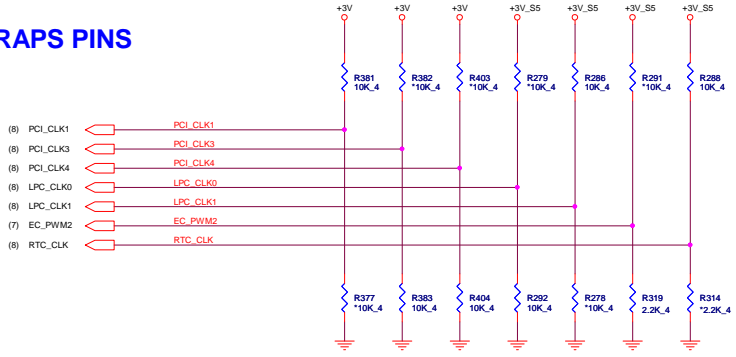 +3V +3V +3V +3V_S5 +3V_S5 +3V_S5 +3V_S5
RAPS PINS
R381 R382 R403 R279 R286 R291 R288
10K_4 *10K_4 *10K_4 *10K_4 10K_4 *10K_4 10K_4
(8) PCI_CLK1 PCI_CLK1
(8) PCI_CLK3 PCI_CLK3
(8) PCI_CLK4 PCI_CLK4
(8) LPC_CLK0 LPC_CLK0
(8) LPC_CLK1 LPC_CLK1
(7) EC_PWM2 EC_PWM2
(8) RTC_CLK RTC_CLK
R377 R383 R404 R292 R278 R319 R314
*10K_4 10K_4 10K_4 10K_4 *10K_4 2.2K_4 *2.2K_4